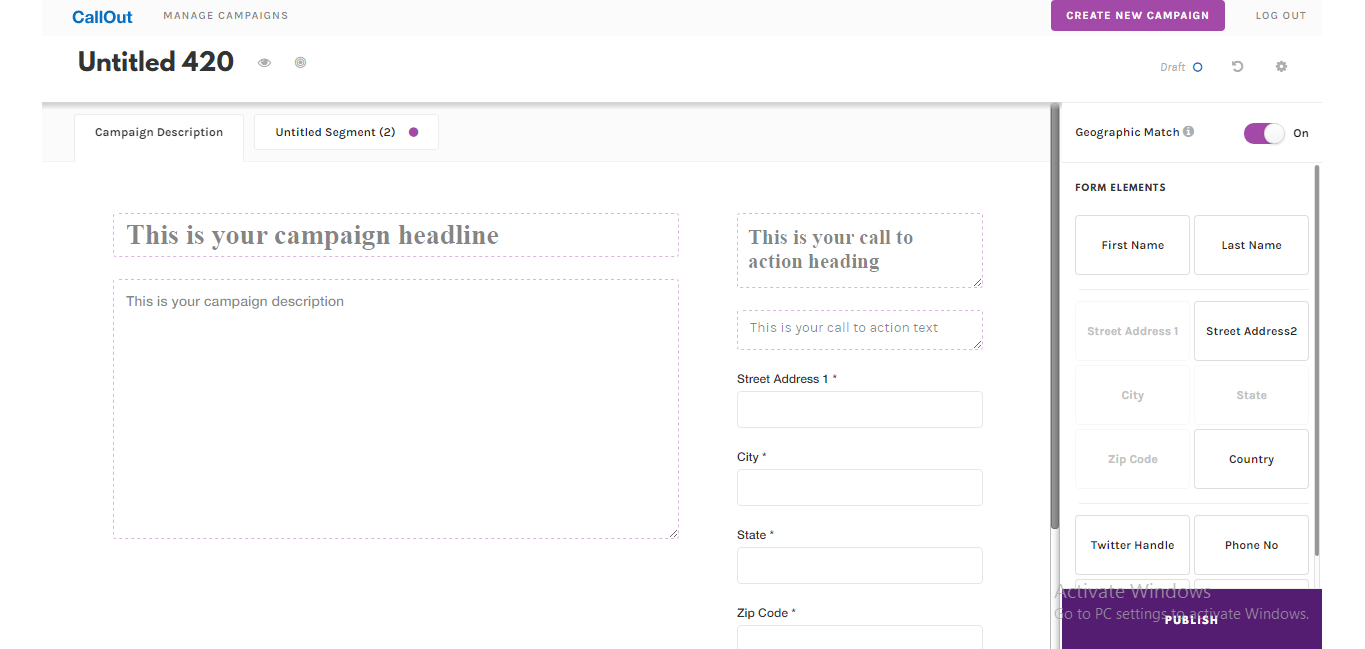 CallOut
MANAGE CAMPAIGNS
CREATE NEW CAMPAIGN
LOG OUT
Untitled 420
Draft
Campaign Description
Untitled Segment (2)
Geographic Match
On
This is your campaign headline
This is your campaign description
This is your call to
action heading
This is your call to action text
Street Address 1 *
City *
State *
Zip Code *
FORM ELEMENTS
First Name
Last Name
Street Address 1
Street Address2
City
State
Zip Code
Country
Twitter Handle
Phone No
Activate Windows
Go to PC settings to activate Windows.
PUBLISH